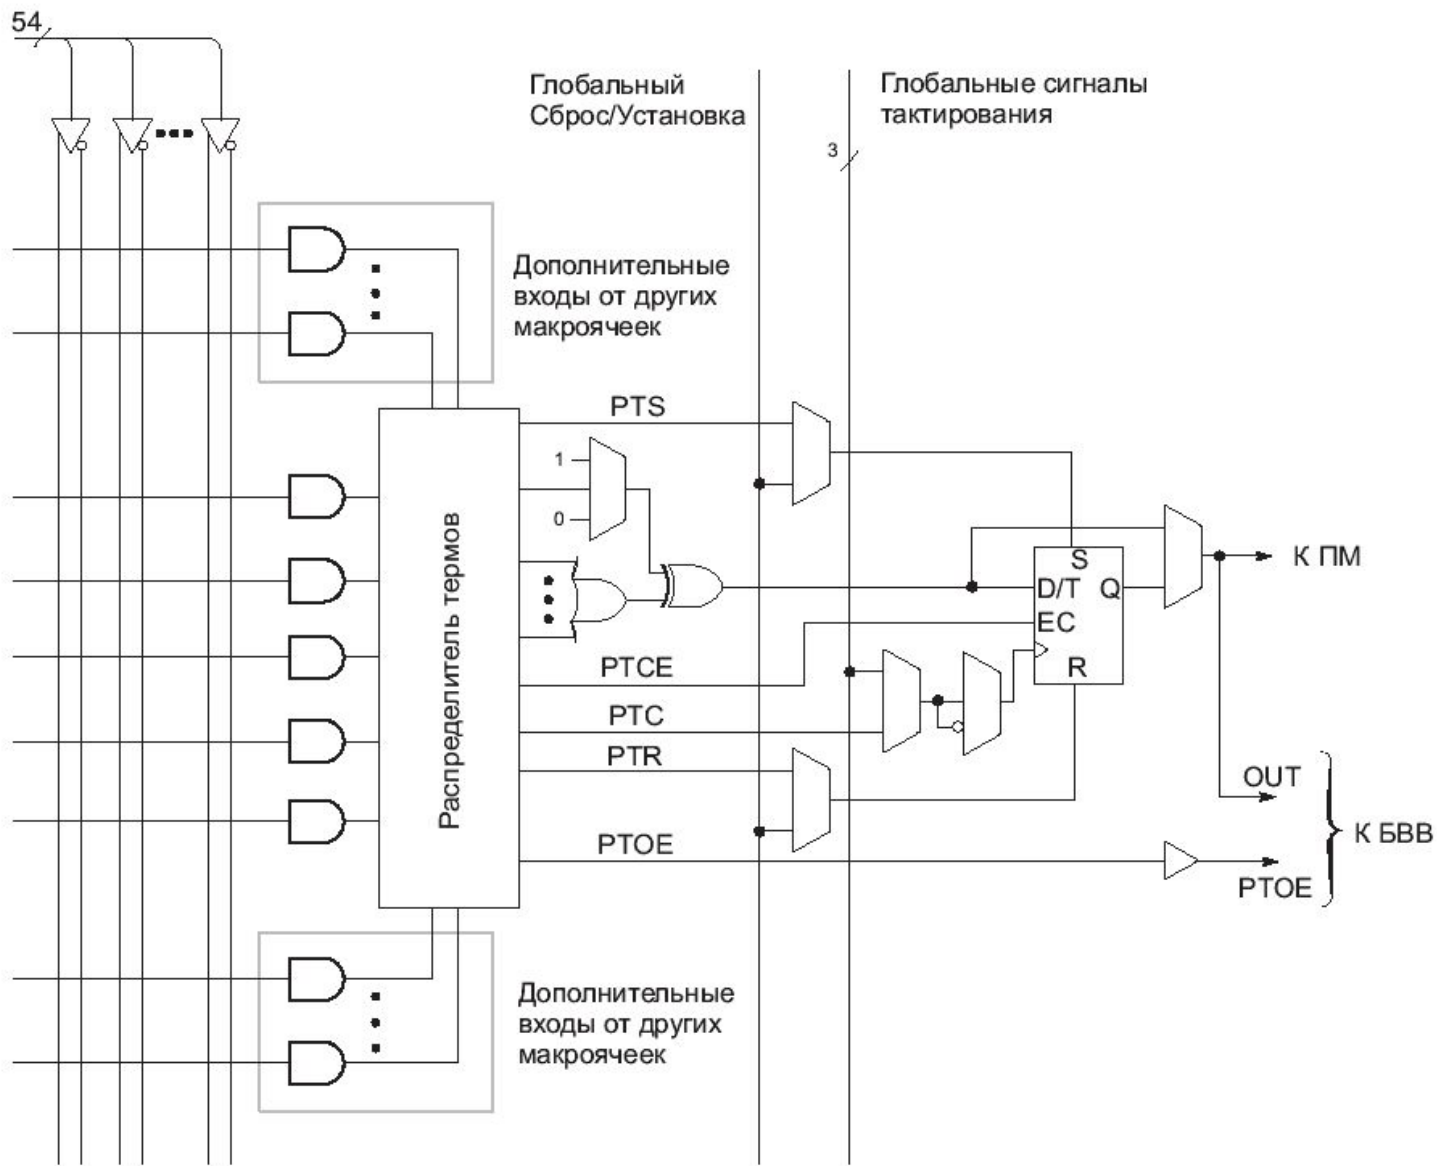 54
Глобальный
Сброс/Установка
Глобальные сигналы
тактирования
3
Дополнительные
входы от других
макроячеек
PTS
1
0
Распределитель термов
S
D/T Q
EC
R
К ПМ
PTCE
PTC
PTR
PTOE
OUT
К БВВ
PTOE
Дополнительные
входы от других
макроячеек